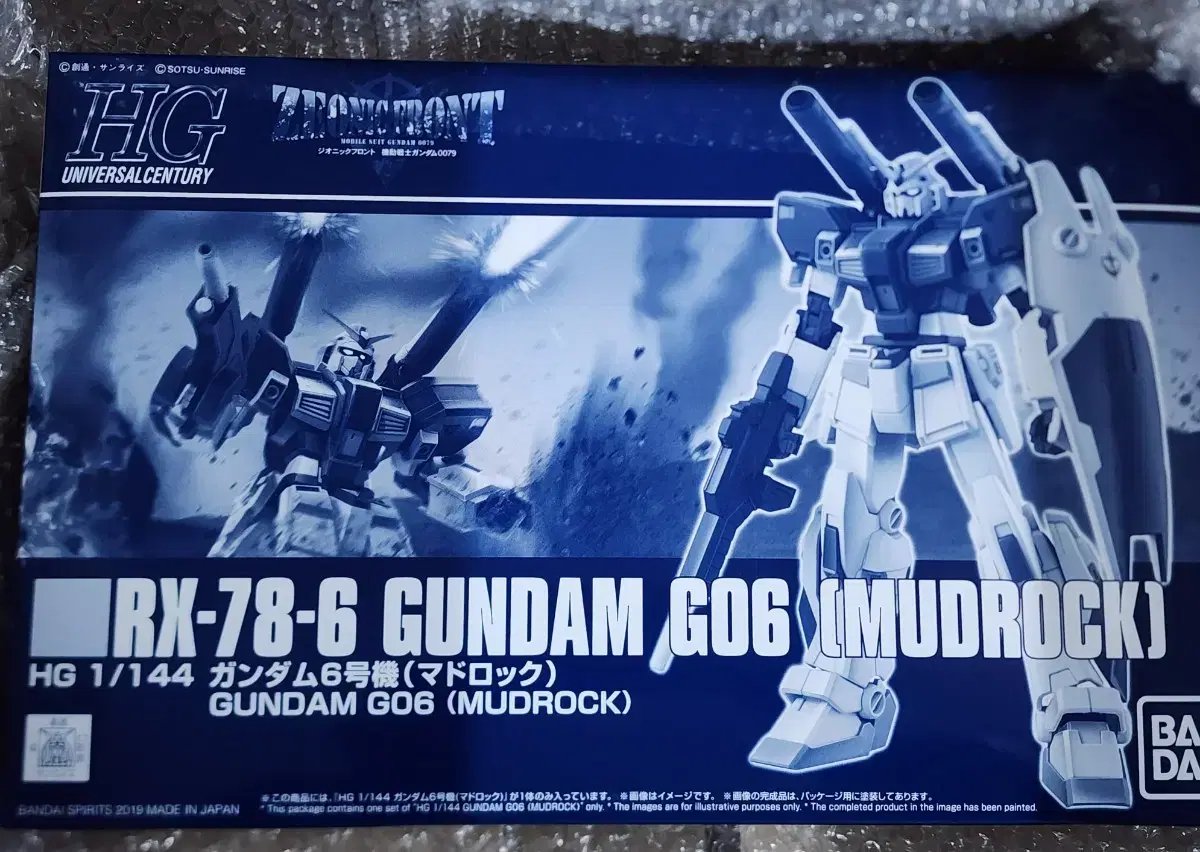 ©創通・サンライズ ©SOTSU・SUNRISE
HG
UNIVERSAL CENTURY
ZEONIC FRONT
MOBILE SUIT GUNDAM 0079
ジオニックフロント 機動戦士ガンダム0079
RX-78-6 GUNDAM G06 [MUDROCK]
HG 1/144 ガンダム6号機(マドロック)
GUNDAM G06 (MUDROCK)
創通
BA
DA
BANDAI SPIRITS 2019 MADE IN JAPAN
※この商品には、「HG 1/144 ガンダム6号機(マドロック)」が1体のみ入っています。 ※画像はイメージです。 ※画像の完成品は、パッケージ用に塗装してあります。
* This package contains one set of "HG 1/144 GUNDAM G06 (MUDROCK)" only. * The images are for illustrative purposes only. * The completed product in the image has been painted.